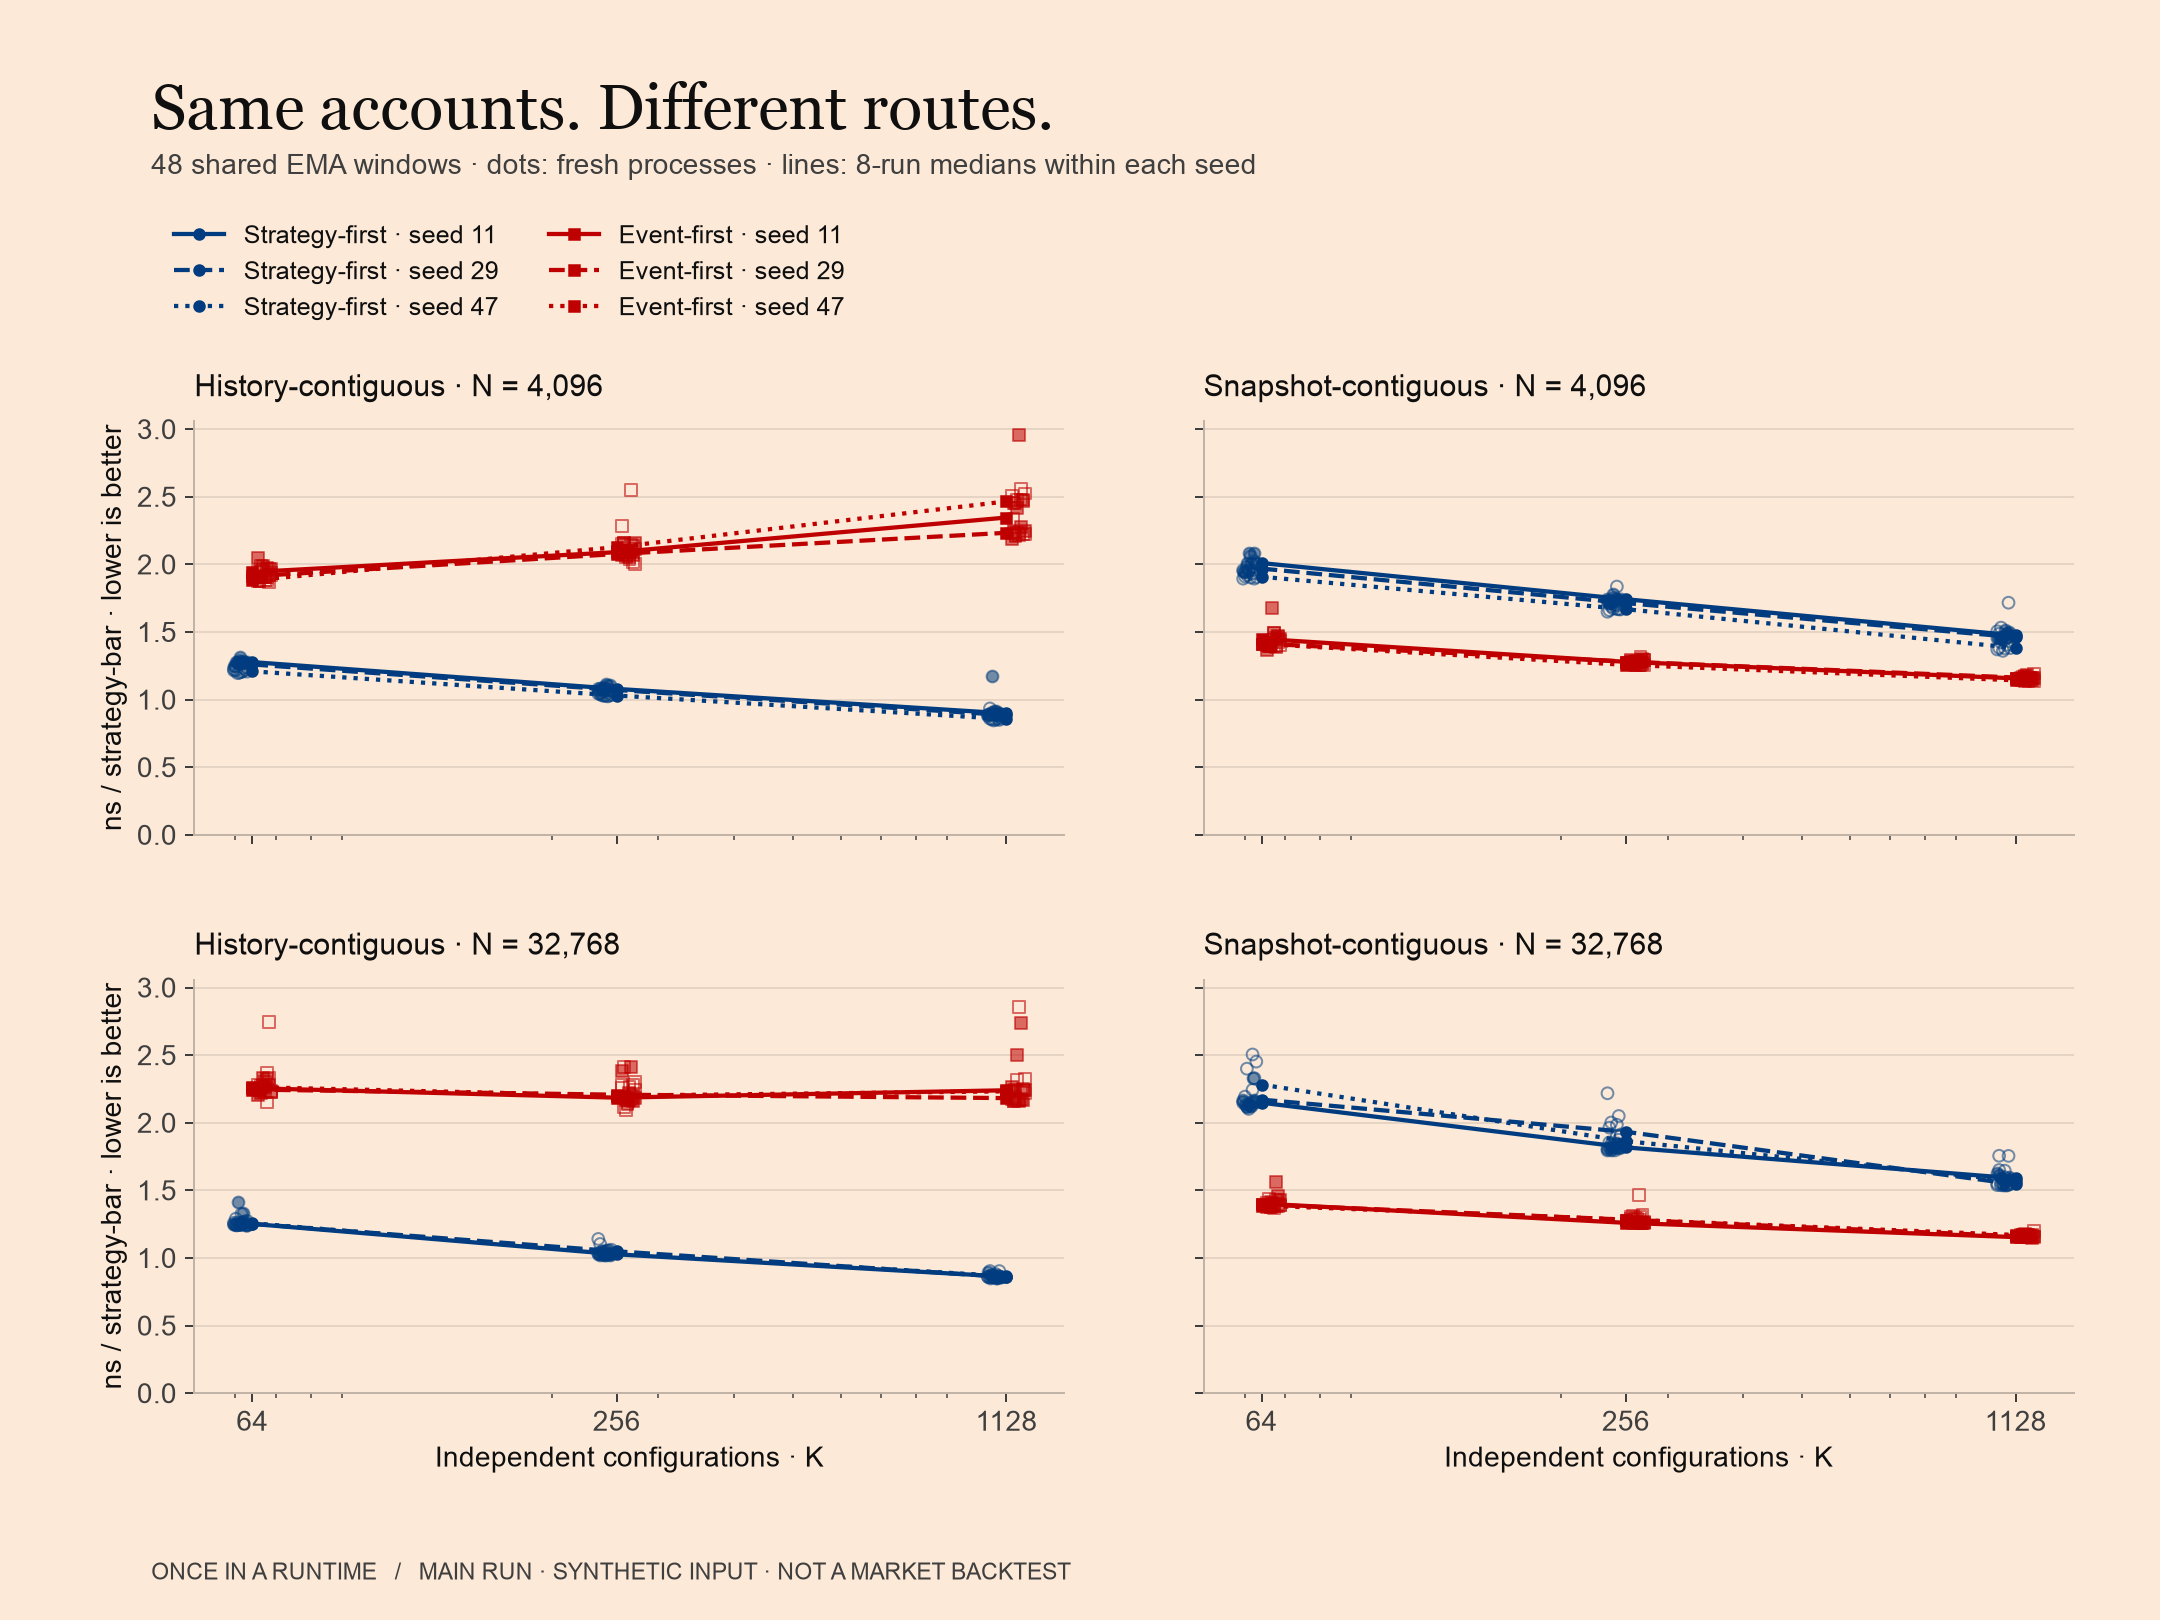 Same accounts. Different routes.
48 shared EMA windows · dots: fresh processes · lines: 8-run medians within each seed
Strategy-first · seed 11
Strategy-first · seed 29
Strategy-first · seed 47
Event-first · seed 11
Event-first · seed 29
Event-first · seed 47
History-contiguous · N = 4,096
ns / strategy-bar · lower is better
3.0
2.5
2.0
1.5
1.0
0.5
0.0
Snapshot-contiguous · N = 4,096
History-contiguous · N = 32,768
ns / strategy-bar · lower is better
3.0
2.5
2.0
1.5
1.0
0.5
0.0
64 256 1128
Independent configurations · K
Snapshot-contiguous · N = 32,768
64 256 1128
Independent configurations · K
ONCE IN A RUNTIME / MAIN RUN · SYNTHETIC INPUT · NOT A MARKET BACKTEST